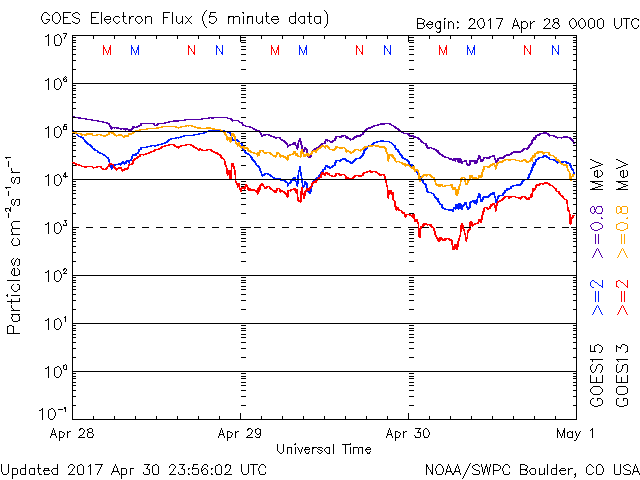 GOES Electron Flux (5 minute data)
Begin: 2017 Apr 28 0000 UTC
M M N N M M N N M M N N
10⁷
10⁶
10⁵
10⁴
10³
10²
10¹
10⁰
10⁻¹
Particles cm⁻²s⁻¹sr⁻¹
Apr 28 Apr 29 Apr 30 May 1
Universal Time
GOES15 >=2 >=0.8 MeV
GOES13 >=2 >=0.8 MeV
Updated 2017 Apr 30 23:56:02 UTC
NOAA/SWPC Boulder, CO USA